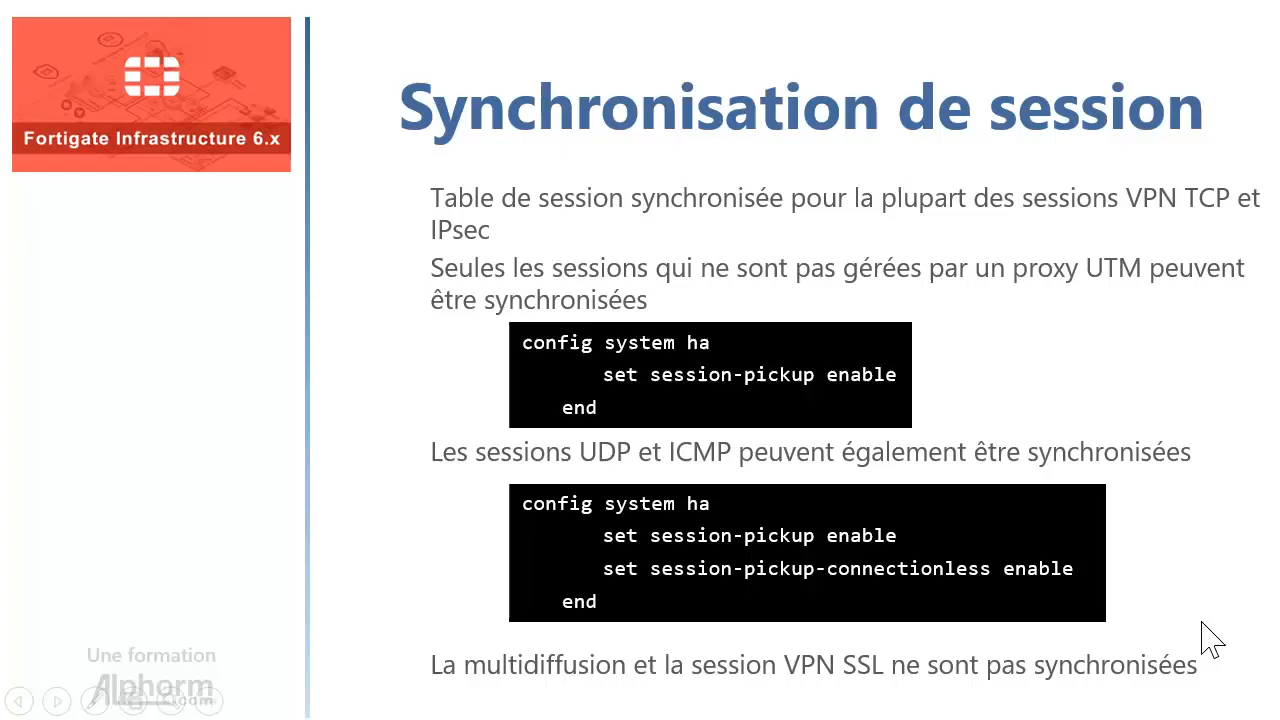 Fortigate Infrastructure 6.x
Synchronisation de session
Table de session synchronisée pour la plupart des sessions VPN TCP et
IPsec
Seules les sessions qui ne sont pas gérées par un proxy UTM peuvent
être synchronisées
config system ha
set session-pickup enable
end
Les sessions UDP et ICMP peuvent également être synchronisées
config system ha
set session-pickup enable
set session-pickup-connectionless enable
end
La multidiffusion et la session VPN SSL ne sont pas synchronisées
Une formation
Alphorm
.com